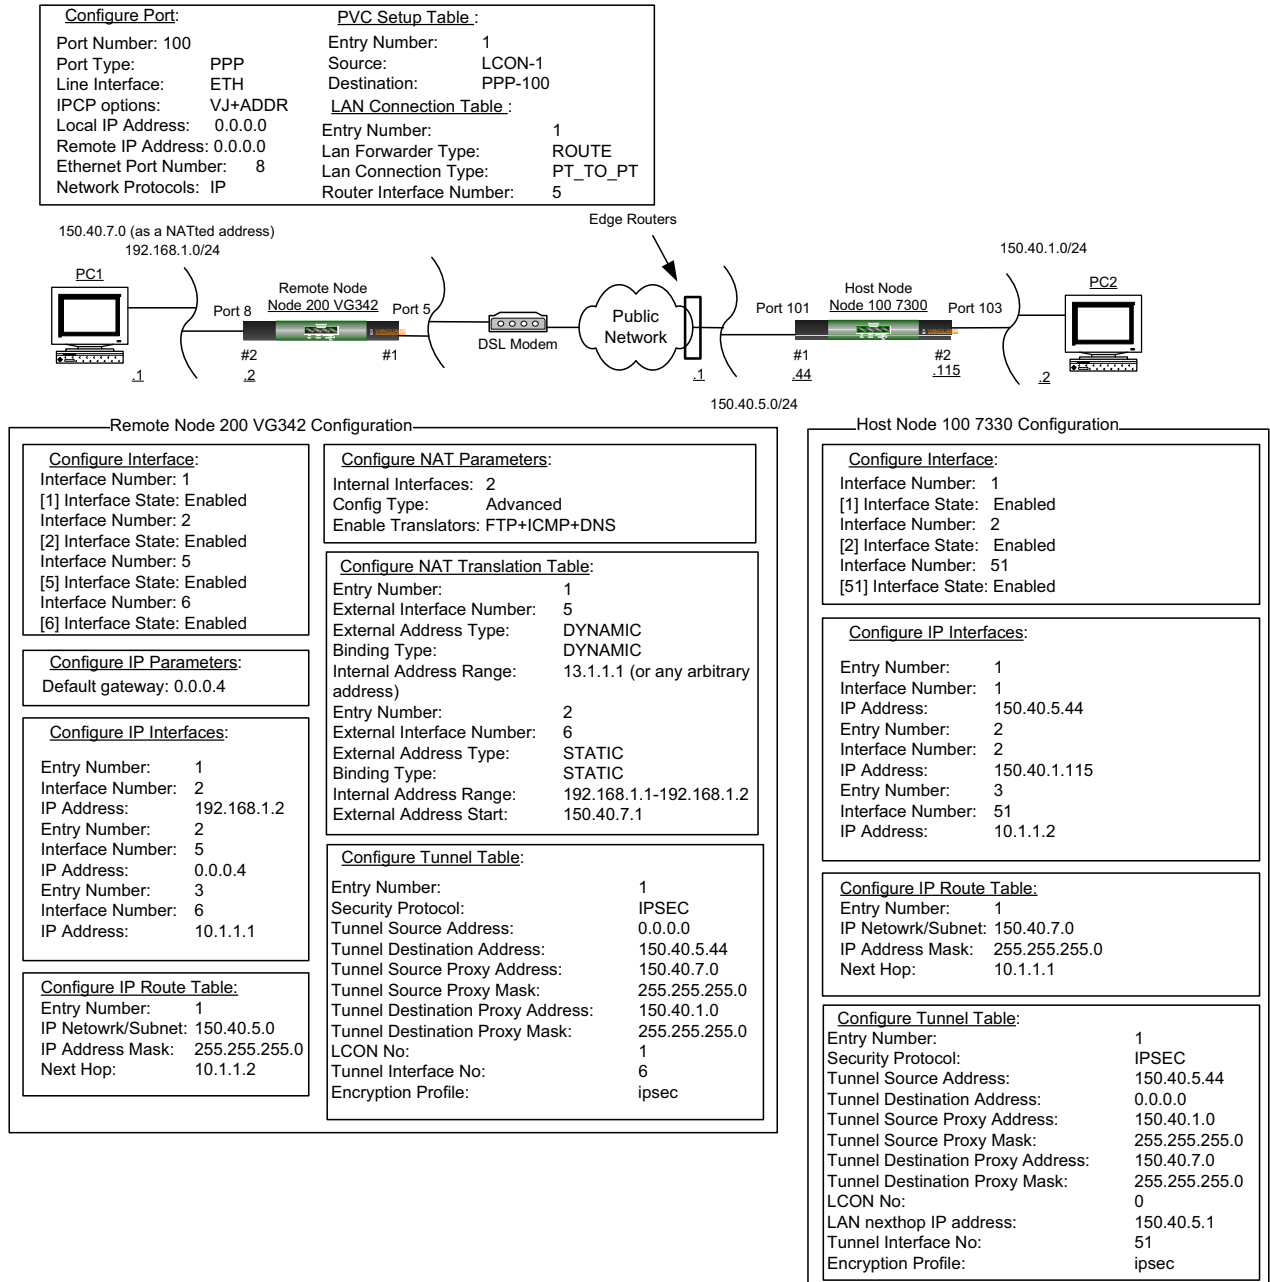 Configure Port:
Port Number: 100
Port Type: PPP
Line Interface: ETH
IPCP options: VJ+ADDR
Local IP Address: 0.0.0.0
Remote IP Address: 0.0.0.0
Ethernet Port Number: 8
Network Protocols: IP
PVC Setup Table :
Entry Number: 1
Source: LCON-1
Destination: PPP-100
LAN Connection Table :
Entry Number: 1
Lan Forwarder Type: ROUTE
Lan Connection Type: PT_TO_PT
Router Interface Number: 5
150.40.7.0 (as a NATted address)
192.168.1.0/24
Edge Routers
150.40.1.0/24
PC1
Port 8
Remote Node
Node 200 VG342
Port 5
DSL Modem
Public
Network
Port 101
Host Node
Node 100 7300
Port 103
PC2
VANGUARD
VANGUARD
#2
#1
#1
#2
.1
.2
.1
.44
.115
.2
150.40.5.0/24
Remote Node 200 VG342 Configuration
Configure Interface:
Interface Number: 1
[1] Interface State: Enabled
Interface Number: 2
[2] Interface State: Enabled
Interface Number: 5
[5] Interface State: Enabled
Interface Number: 6
[6] Interface State: Enabled
Configure IP Parameters:
Default gateway: 0.0.0.4
Configure IP Interfaces:
Entry Number: 1
Interface Number: 2
IP Address: 192.168.1.2
Entry Number: 2
Interface Number: 5
IP Address: 0.0.0.4
Entry Number: 3
Interface Number: 6
IP Address: 10.1.1.1
Configure IP Route Table:
Entry Number: 1
IP Netowrk/Subnet: 150.40.5.0
IP Address Mask: 255.255.255.0
Next Hop: 10.1.1.2
Configure NAT Parameters:
Internal Interfaces: 2
Config Type: Advanced
Enable Translators: FTP+ICMP+DNS
Configure NAT Translation Table:
Entry Number: 1
External Interface Number: 5
External Address Type: DYNAMIC
Binding Type: DYNAMIC
Internal Address Range: 13.1.1.1 (or any arbitrary
address)
Entry Number: 2
External Interface Number: 6
External Address Type: STATIC
Binding Type: STATIC
Internal Address Range: 192.168.1.1-192.168.1.2
External Address Start: 150.40.7.1
Configure Tunnel Table:
Entry Number: 1
Security Protocol: IPSEC
Tunnel Source Address: 0.0.0.0
Tunnel Destination Address: 150.40.5.44
Tunnel Source Proxy Address: 150.40.7.0
Tunnel Source Proxy Mask: 255.255.255.0
Tunnel Destination Proxy Address: 150.40.1.0
Tunnel Destination Proxy Mask: 255.255.255.0
LCON No: 1
Tunnel Interface No: 6
Encryption Profile: ipsec
Host Node 100 7330 Configuration
Configure Interface:
Interface Number: 1
[1] Interface State: Enabled
Interface Number: 2
[2] Interface State: Enabled
Interface Number: 51
[51] Interface State: Enabled
Configure IP Interfaces:
Entry Number: 1
Interface Number: 1
IP Address: 150.40.5.44
Entry Number: 2
Interface Number: 2
IP Address: 150.40.1.115
Entry Number: 3
Interface Number: 51
IP Address: 10.1.1.2
Configure IP Route Table:
Entry Number: 1
IP Netowrk/Subnet: 150.40.7.0
IP Address Mask: 255.255.255.0
Next Hop: 10.1.1.1
Configure Tunnel Table:
Entry Number: 1
Security Protocol: IPSEC
Tunnel Source Address: 150.40.5.44
Tunnel Destination Address: 0.0.0.0
Tunnel Source Proxy Address: 150.40.1.0
Tunnel Source Proxy Mask: 255.255.255.0
Tunnel Destination Proxy Address: 150.40.7.0
Tunnel Destination Proxy Mask: 255.255.255.0
LCON No: 0
LAN nexthop IP address: 150.40.5.1
Tunnel Interface No: 51
Encryption Profile: ipsec